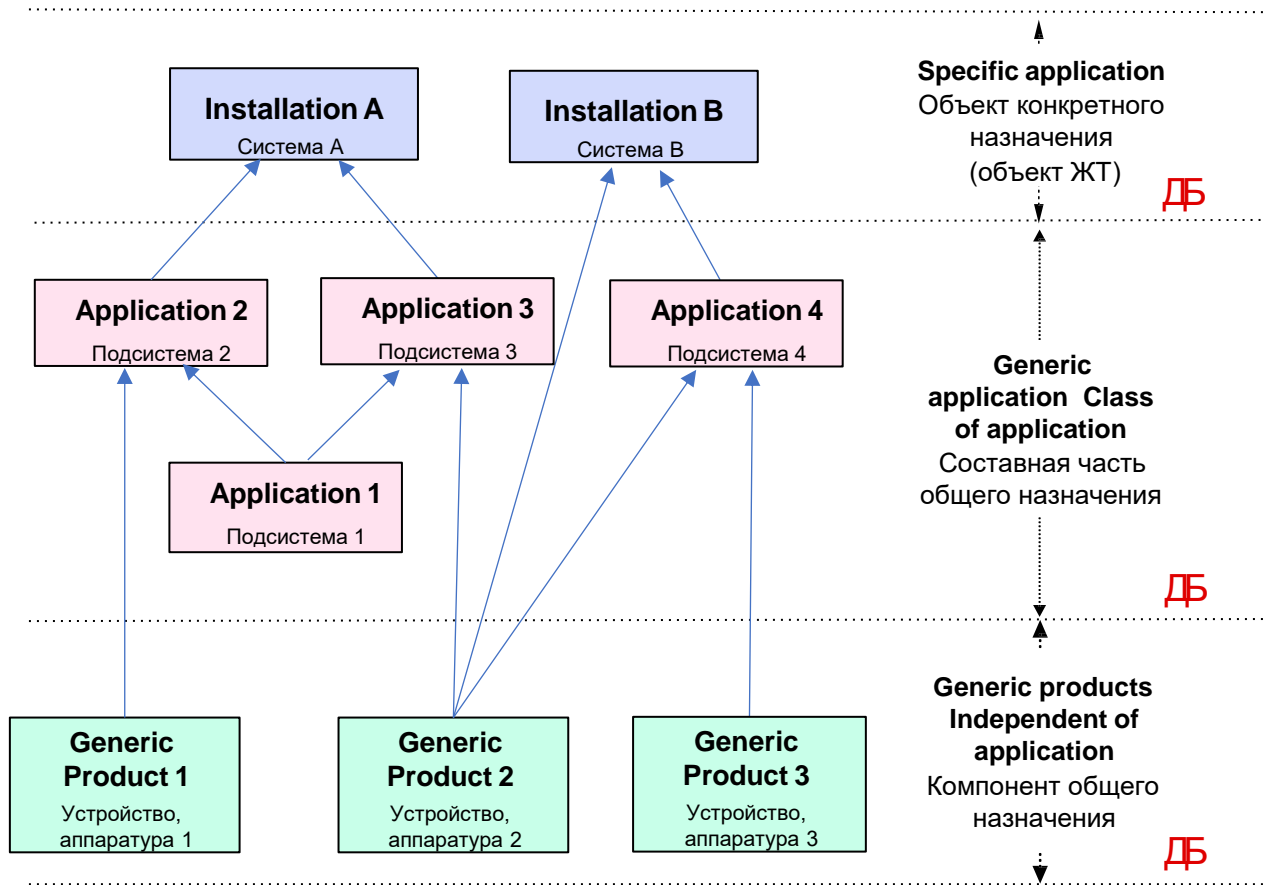 Installation A
Система А
Installation B
Система В
Specific application
Объект конкретного
назначения
(объект ЖТ)
ДБ
Application 2
Подсистема 2
Application 3
Подсистема 3
Application 4
Подсистема 4
Application 1
Подсистема 1
Generic
application Class
of application
Составная часть
общего назначения
ДБ
Generic
Product 1
Устройство,
аппаратура 1
Generic
Product 2
Устройство,
аппаратура 2
Generic
Product 3
Устройство,
аппаратура 3
Generic products
Independent of
application
Компонент общего
назначения
ДБ